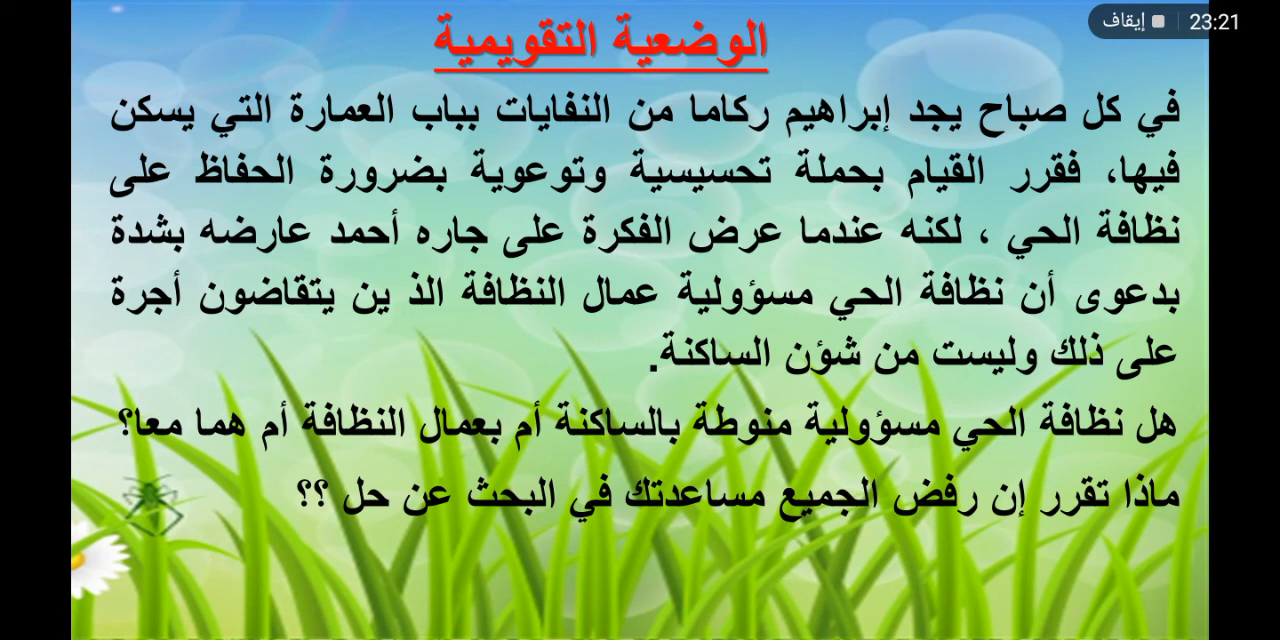 23:21 إيقاف
الوضعية التقويمية
في كل صباح يجد إبراهيم ركاما من النفايات بباب العمارة التي يسكن
فيها، فقرر القيام بحملة تحسيسية وتوعوية بضرورة الحفاظ على
نظافة الحي ، لكنه عندما عرض الفكرة على جاره أحمد عارضه بشدة
بدعوى أن نظافة الحي مسؤولية عمال النظافة الذ ين يتقاضون أجرة
على ذلك وليست من شؤن الساكنة.
هل نظافة الحي مسؤولية منوطة بالساكنة أم بعمال النظافة أم هما معا؟
ماذا تقرر إن رفض الجميع مساعدتك في البحث عن حل ؟؟